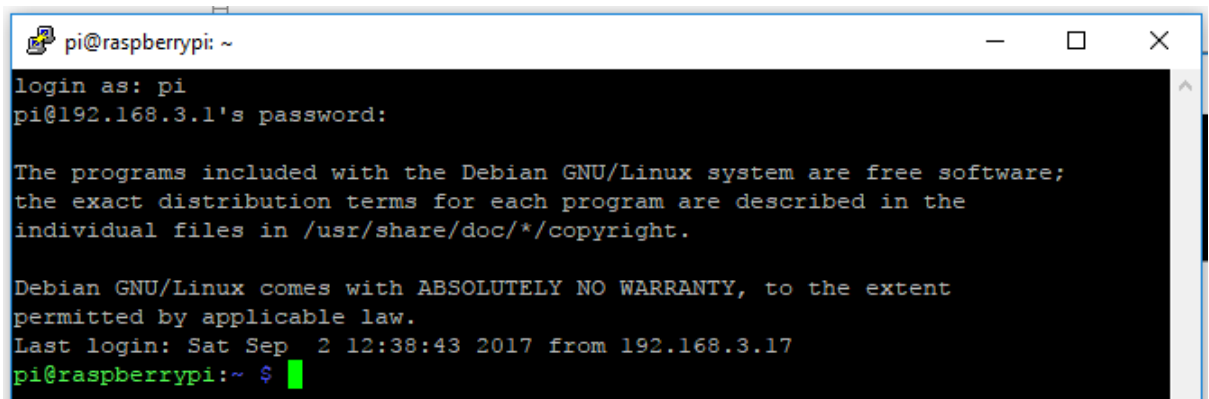 pi@raspberrypi: ~
login as: pi
pi@192.168.3.1's password:
The programs included with the Debian GNU/Linux system are free software;
the exact distribution terms for each program are described in the
individual files in /usr/share/doc/*/copyright.
Debian GNU/Linux comes with ABSOLUTELY NO WARRANTY, to the extent
permitted by applicable law.
Last login: Sat Sep  2 12:38:43 2017 from 192.168.3.17
pi@raspberrypi:~ $